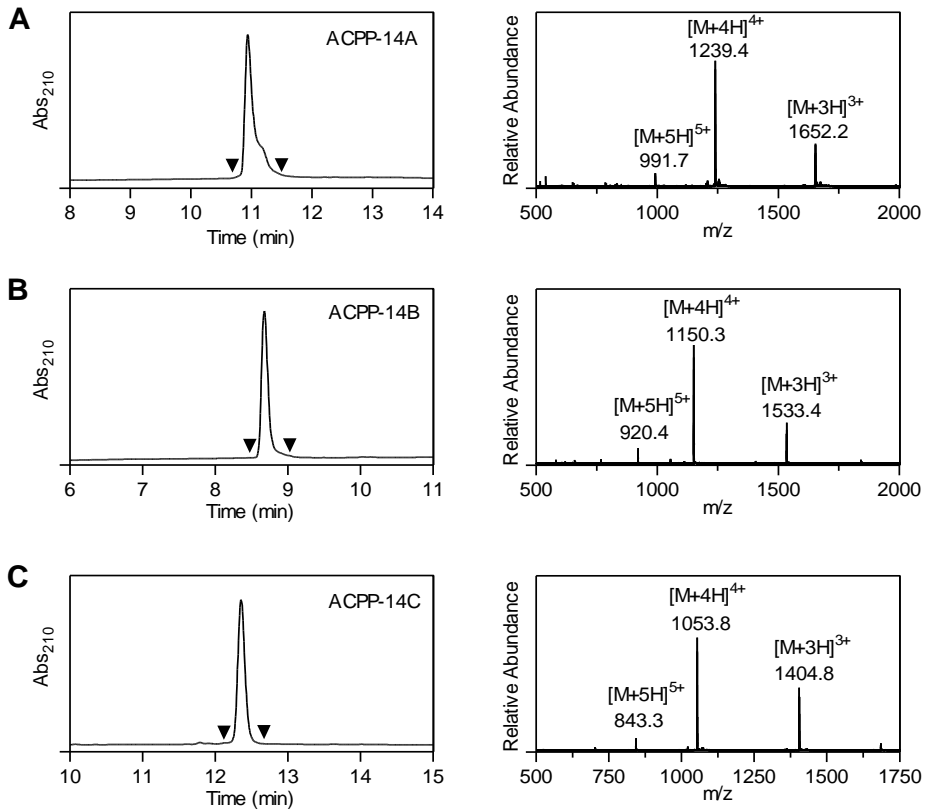 A
ACPP-14A
Abs210
8 9 10 11 12 13 14
Time (min)
Relative Abundance
[M+4H]4+
1239.4
[M+3H]3+
1652.2
[M+5H]5+
991.7
500 1000 1500 2000
m/z
B
ACPP-14B
Abs210
6 7 8 9 10 11
Time (min)
Relative Abundance
[M+4H]4+
1150.3
[M+3H]3+
1533.4
[M+5H]5+
920.4
500 1000 1500 2000
m/z
C
ACPP-14C
Abs210
10 11 12 13 14 15
Time (min)
Relative Abundance
[M+4H]4+
1053.8
[M+3H]3+
1404.8
[M+5H]5+
843.3
500 750 1000 1250 1500 1750
m/z